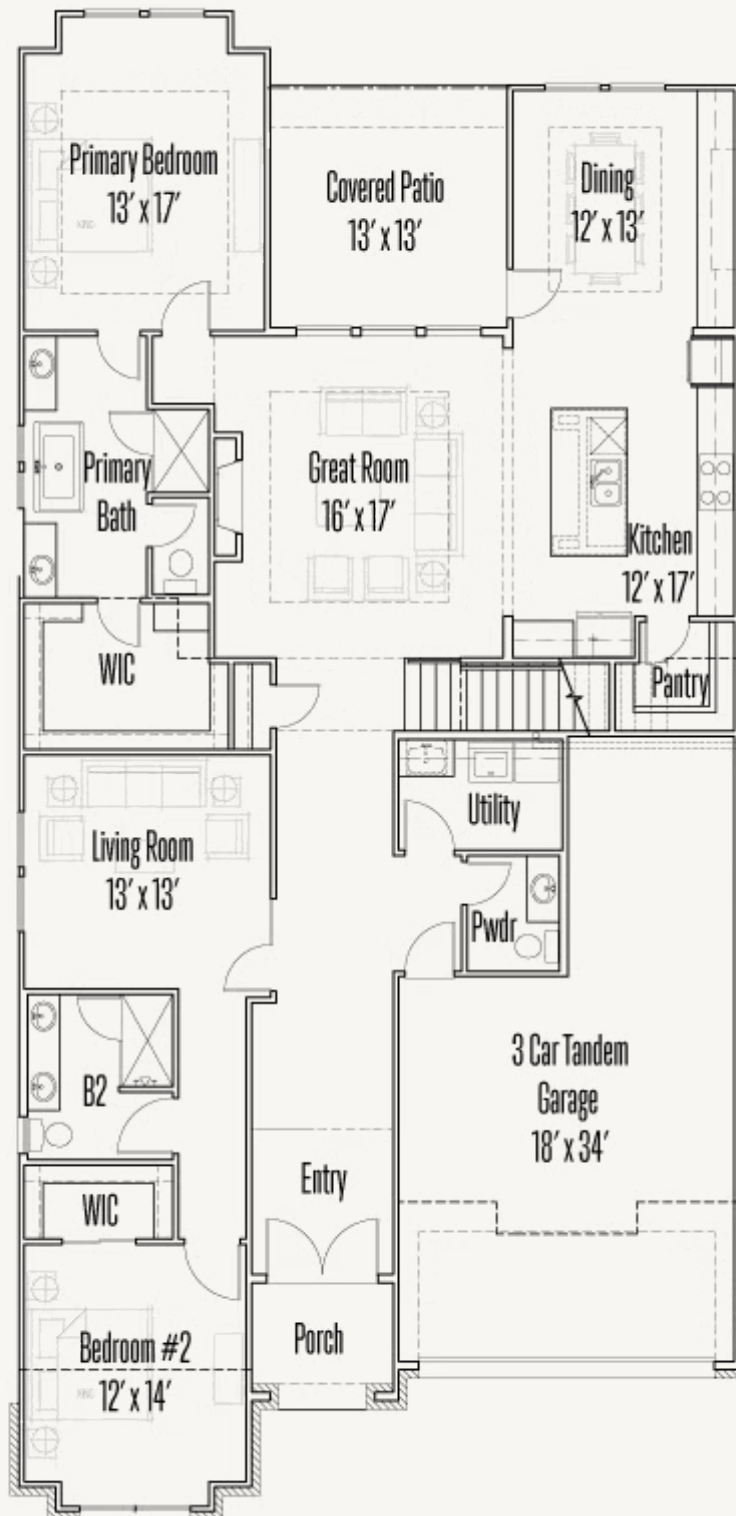 Primary Bedroom
13′ x 17′
Covered Patio
13′ x 13′
Dining
12′ x 13′
KING
Great Room
16′ x 17′
Primary
Bath
Kitchen
12′ x 17′
WIC
Pantry
Living Room
13′ x 13′
Utility
Pwdr
B2
3 Car Tandem
Garage
18′ x 34′
WIC
Entry
Bedroom #2
12′ x 14′
KING
Porch